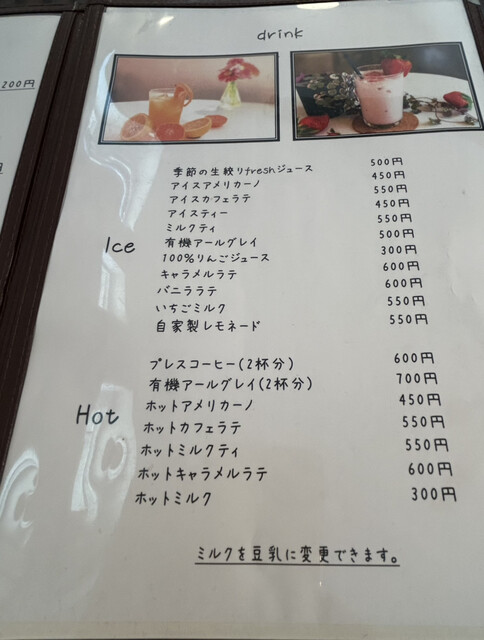 200円
円
drink
季節の生絞りfreshジュース 500円
アイスアメリカーノ 450円
アイスカフェラテ 550円
アイスティー 450円
ミルクティ 550円
Ice 有機アールグレイ 500円
100%りんごジュース 300円
キャラメルラテ 600円
バニララテ 600円
いちごミルク 550円
自家製レモネード 550円
プレスコーヒー(2杯分) 600円
有機アールグレイ(2杯分) 700円
Hot ホットアメリカーノ 450円
ホットカフェラテ 550円
ホットミルクティ 550円
ホットキャラメルラテ 600円
ホットミルク 300円
ミルクを豆乳に変更できます。